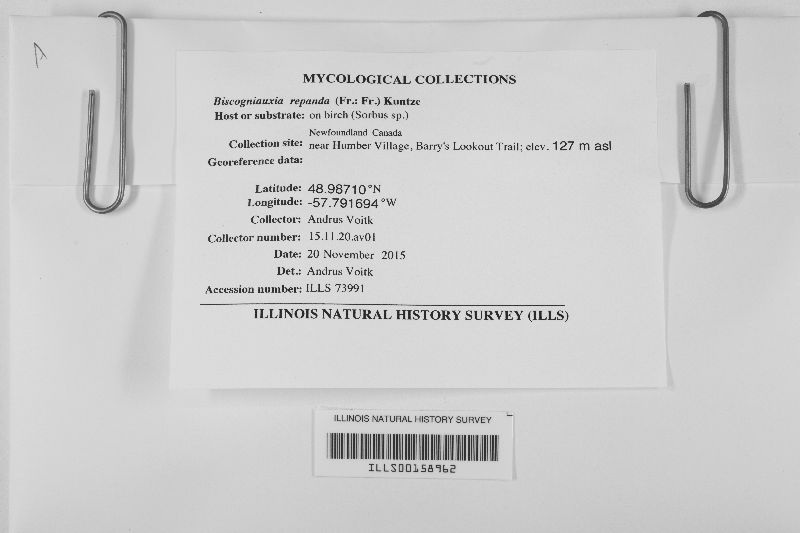 A
MYCOLOGICAL COLLECTIONS
Biscogniauxia repanda (Fr.: Fr.) Kuntze
Host or substrate: on birch (Sorbus sp.)
Newfoundland Canada
Collection site: near Humber Village, Barry's Lookout Trail; elev. 127 m asl
Georeference data:
Latitude: 48.98710°N
Longitude: -57.791694°W
Collector: Andrus Voitk
Collector number: 15.11.20.av01
Date: 20 November 2015
Det.: Andrus Voitk
Accession number: ILLS 73991
ILLINOIS NATURAL HISTORY SURVEY (ILLS)
ILLINOIS NATURAL HISTORY SURVEY
ILLS00158962